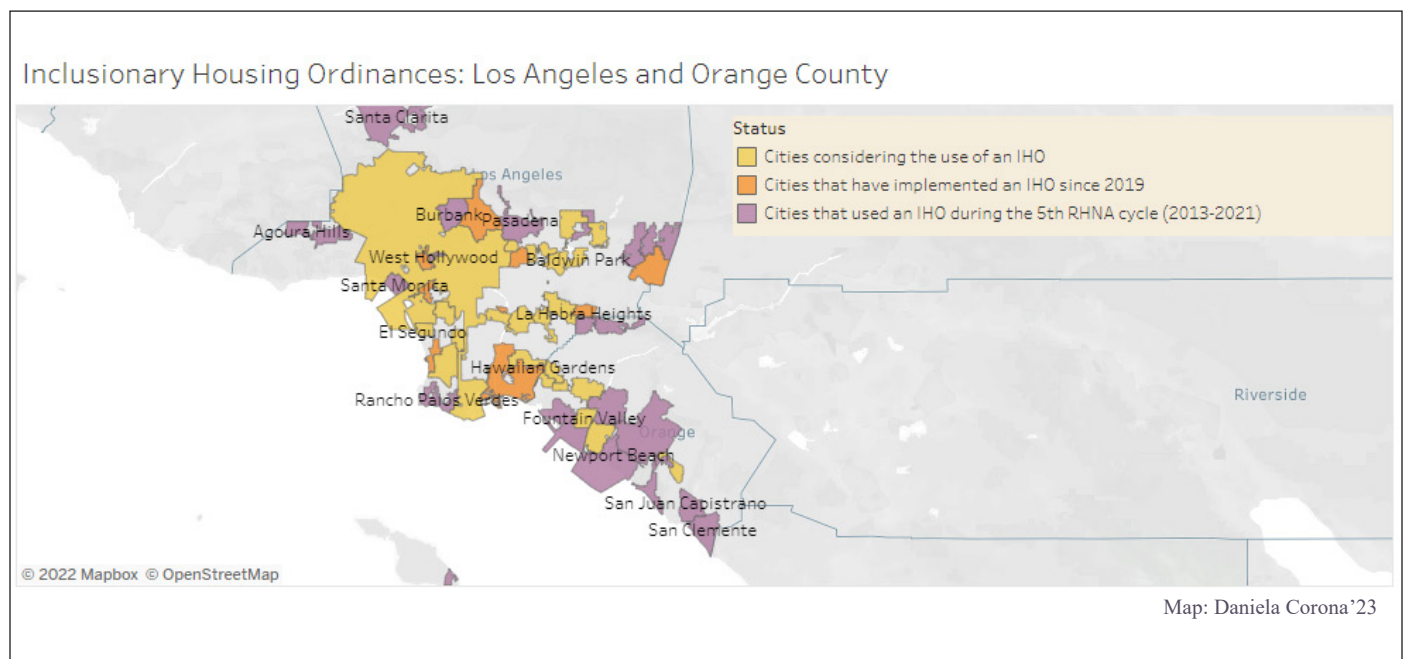 Inclusionary Housing Ordinances: Los Angeles and Orange County
Status
Cities considering the use of an IHO
Cities that have implemented an IHO since 2019
Cities that used an IHO during the 5th RHNA cycle (2013-2021)
Santa Clarita
Los Angeles
Burbank
Pasadena
Agoura Hills
West Hollywood
Baldwin Park
Santa Monica
La Habra Heights
El Segundo
Hawaiian Gardens
Rancho Palos Verdes
Riverside
Fountain Valley
Orange
Newport Beach
San Juan Capistrano
San Clemente
© 2022 Mapbox © OpenStreetMap
Map: Daniela Corona’23